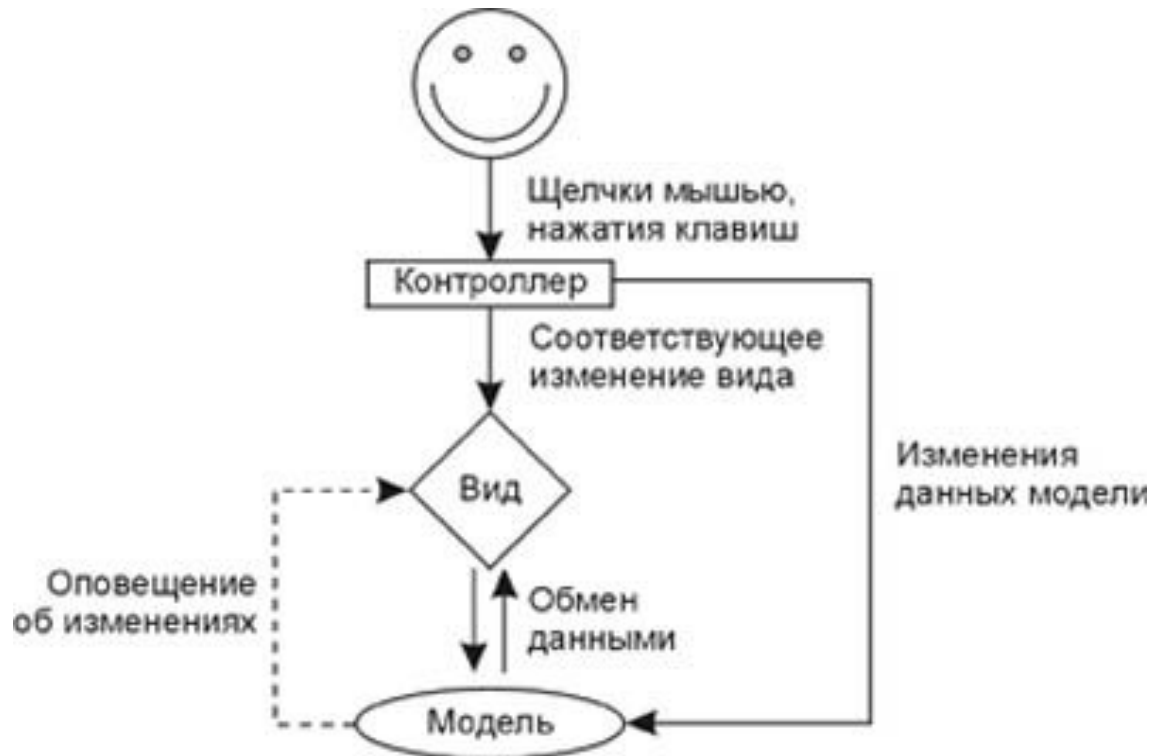 Щелчки мышью,
нажатия клавиш
Контроллер
Соответствующее
изменение вида
Вид
Изменения
данных модели
Оповещение
об изменениях
Обмен
данными
Модель